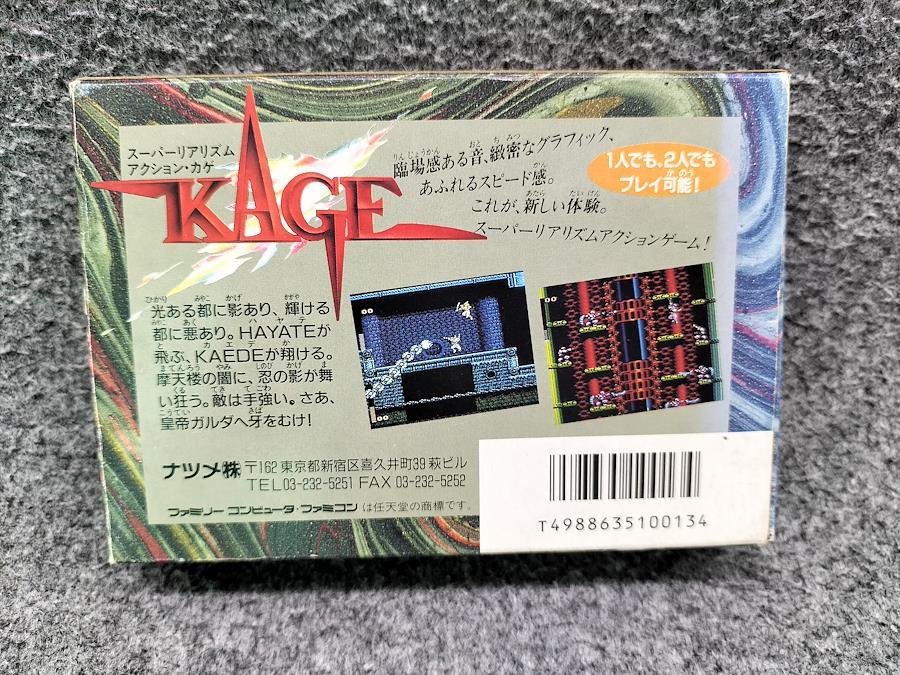 スーパーリアリズム
アクション・カゲ
KAGE
臨場感ある音、緻密なグラフィック、
あふれるスピード感。
これが、新しい体験。
スーパーリアリズムアクションゲーム!
1人でも、2人でも
プレイ可能!
光ある都に影あり、輝ける
都に悪あり。HAYATEが
飛ぶ、KAEDEが翔ける。
摩天楼の闇に、忍の影が舞
い狂う。敵は手強い。さあ、
皇帝ガルダへ牙をむけ!
ナツメ(株)〒162 東京都新宿区喜久井町39 萩ビル
TEL03-232-5251 FAX 03-232-5252
ファミリーコンピュータ・ファミコンは任天堂の商標です。
T4988635100134